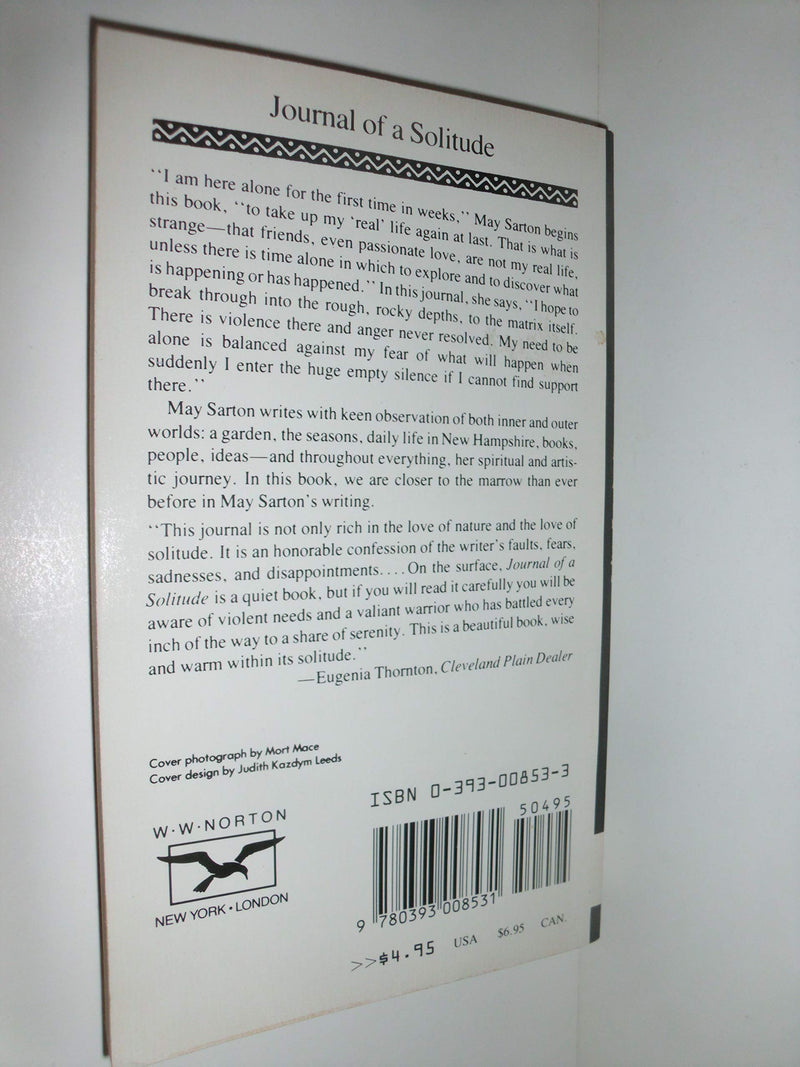 Journal of a Solitude
“I am here alone for the first time in weeks,” May Sarton begins
this book, “to take up my ‘real’ life again at last. That is what is
strange—that friends, even passionate love, are not my real life,
unless there is time alone in which to explore and to discover what
is happening or has happened.” In this journal, she says, “I hope to
break through into the rough, rocky depths, to the matrix itself.
There is violence there and anger never resolved. My need to be
alone is balanced against my fear of what will happen when
suddenly I enter the huge empty silence if I cannot find support
there.”
May Sarton writes with keen observation of both inner and outer
worlds: a garden, the seasons, daily life in New Hampshire, books,
people, ideas—and throughout everything, her spiritual and artis-
tic journey. In this book, we are closer to the marrow than ever
before in May Sarton's writing.
“This journal is not only rich in the love of nature and the love of
solitude. It is an honorable confession of the writer's faults, fears,
sadnesses, and disappointments. . . . On the surface, Journal of a
Solitude is a quiet book, but if you will read it carefully you will be
aware of violent needs and a valiant warrior who has battled every
inch of the way to a share of serenity. This is a beautiful book, wise
and warm within its solitude.”
—Eugenia Thornton, Cleveland Plain Dealer
Cover photograph by Mort Mace
Cover design by Judith Kazdym Leeds
W·W·NORTON
NEW YORK • LONDON
ISBN 0-393-00853-3
50495
9 780393 008531
>>$4.95 USA $6.95 CAN.